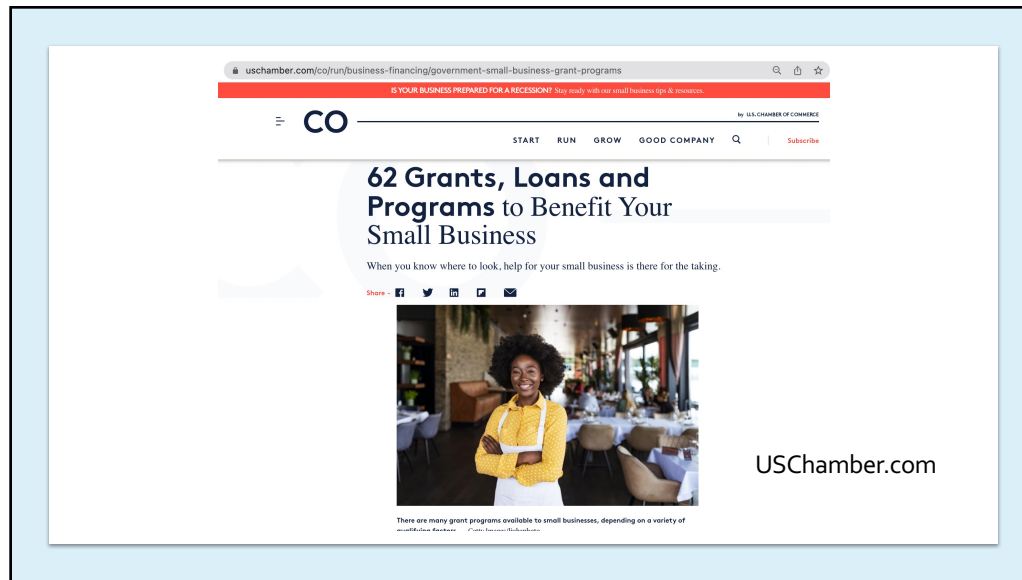 uschamber.com/co/run/business-financing/government-small-business-grant-programs
IS YOUR BUSINESS PREPARED FOR A RECESSION? Stay ready with our small business tips & resources.
CO
by U.S. CHAMBER OF COMMERCE
START RUN GROW GOOD COMPANY Subscribe
62 Grants, Loans and
Programs to Benefit Your
Small Business
When you know where to look, help for your small business is there for the taking.
Share -
USChamber.com
There are many grant programs available to small businesses, depending on a variety of
qualifying factors.